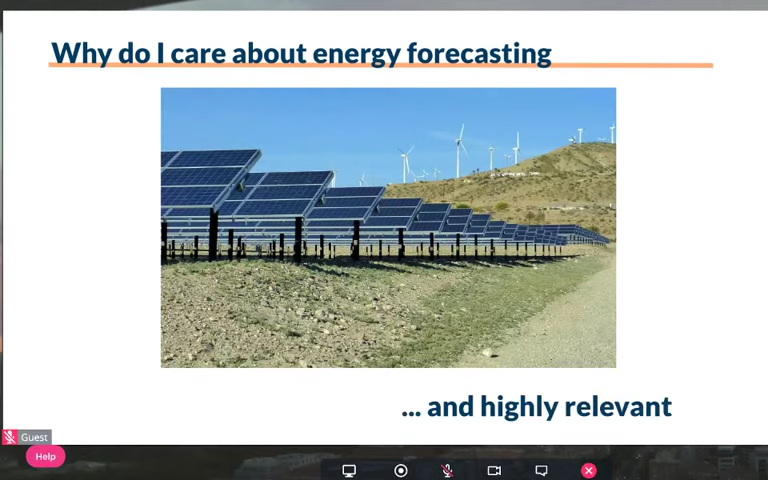 Why do I care about energy forecasting
... and highly relevant
Guest
Help